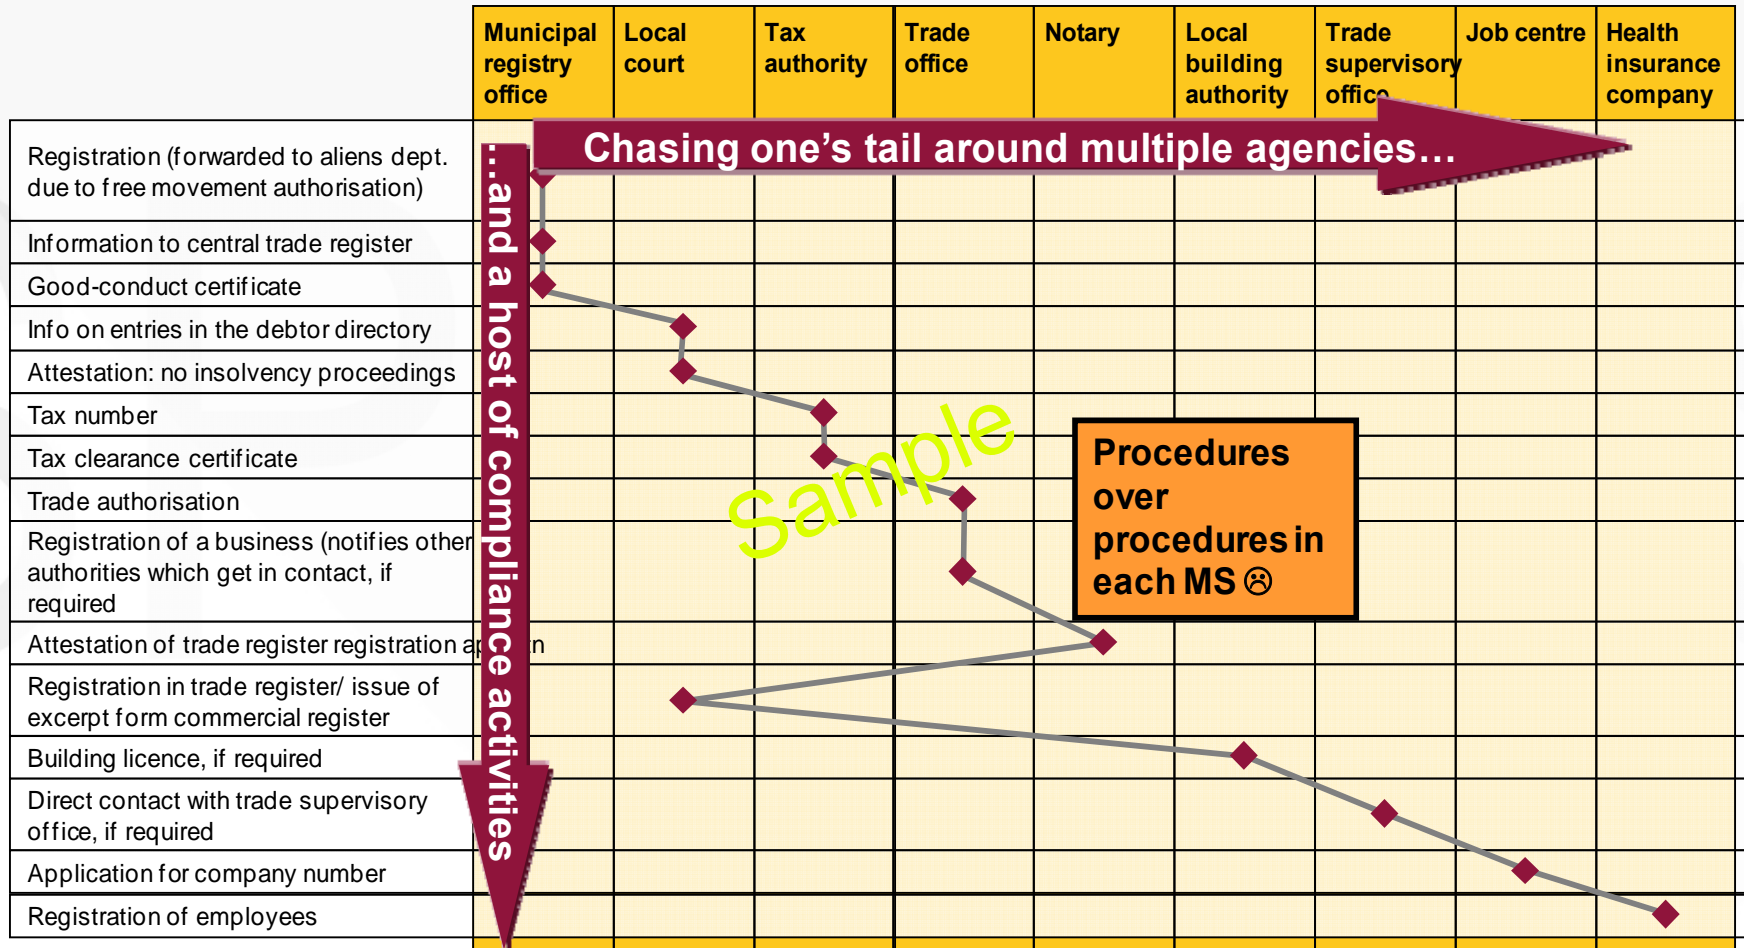 Municipal
registry
office
Local
court
Tax
authority
Trade
office
Notary
Local
building
authority
Trade
supervisory
office
Job centre
Health
insurance
company
Chasing one’s tail around multiple agencies…
…and a host of compliance activities
Registration (forwarded to aliens dept.
due to free movement authorisation)
Information to central trade register
Good-conduct certificate
Info on entries in the debtor directory
Attestation: no insolvency proceedings
Tax number
Tax clearance certificate
Trade authorisation
Registration of a business (notifies other
authorities which get in contact, if
required
Attestation of trade register registration
Registration in trade register/ issue of
excerpt form commercial register
Building licence, if required
Direct contact with trade supervisory
office, if required
Application for company number
Registration of employees
Sample
Procedures
over
procedures in
each MS ☹